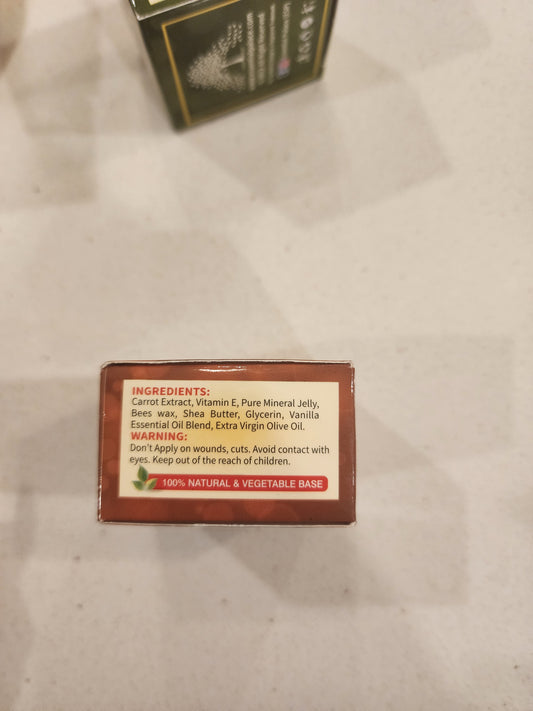 INGREDIENTS:
Carrot Extract, Vitamin E, Pure Mineral Jelly,
Bees wax, Shea Butter, Glycerin, Vanilla
Essential Oil Blend, Extra Virgin Olive Oil.
WARNING:
Don't Apply on wounds, cuts. Avoid contact with
eyes. Keep out of the reach of children.
100% NATURAL & VEGETABLE BASE